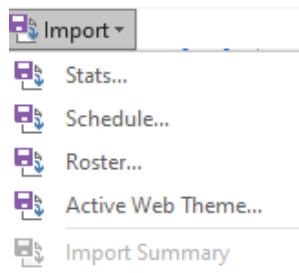 Import
Stats...
Schedule...
Roster...
Active Web Theme...
Import Summary